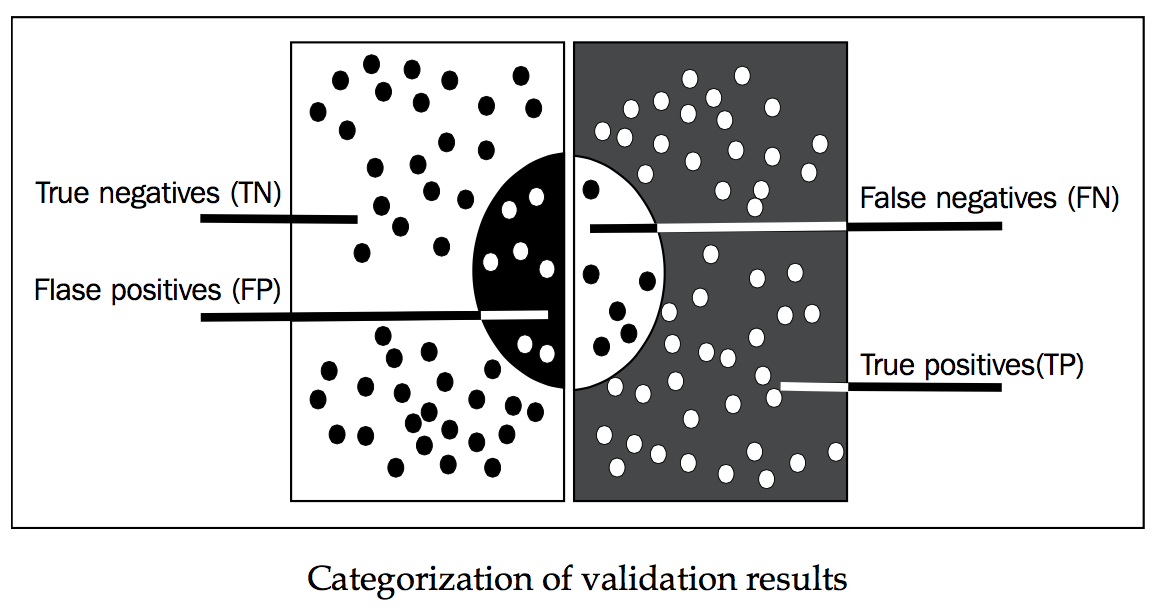 True negatives (TN)
False negatives (FN)
Flase positives (FP)
True positives(TP)
Categorization of validation results